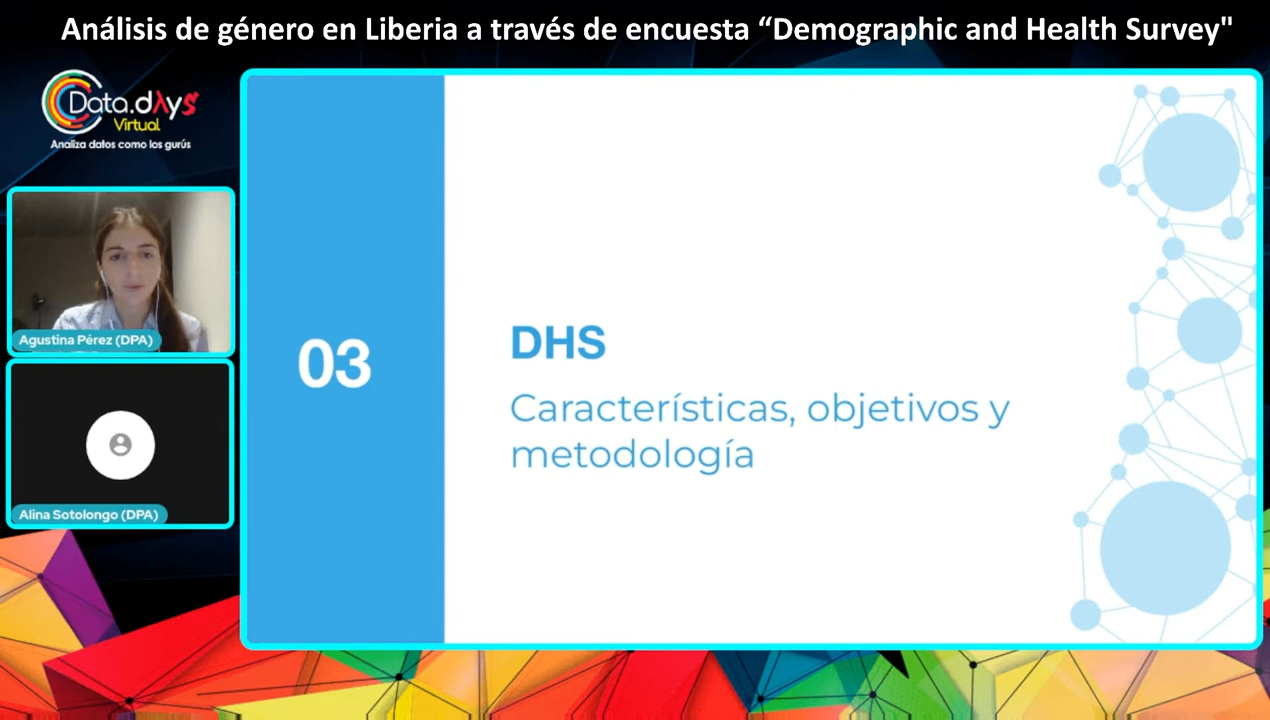 Análisis de género en Liberia a través de encuesta “Demographic and Health Survey"
Data.dAys
Virtual
Analiza datos como los gurús
Agustina Pérez (DPA)
Alina Sotolongo (DPA)
03
DHS
Características, objetivos y
metodología